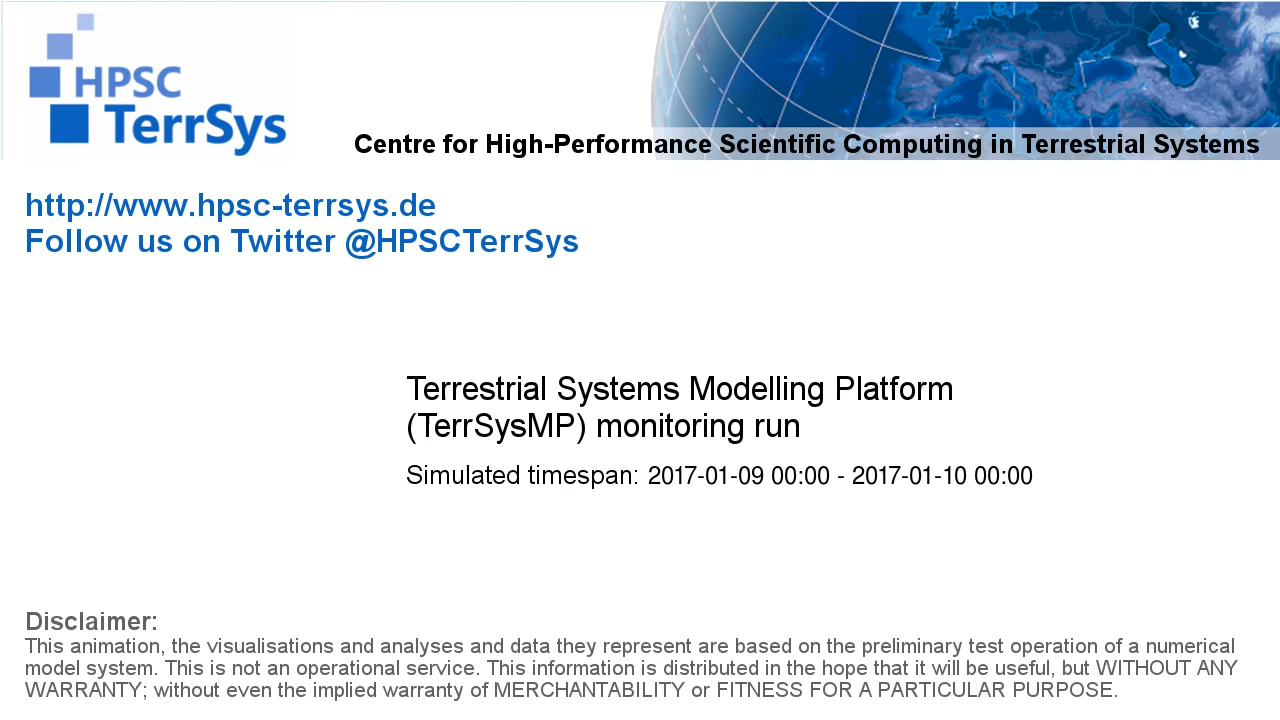 HPSC
TerrSys
Centre for High-Performance Scientific Computing in Terrestrial Systems
http://www.hpsc-terrsys.de
Follow us on Twitter @HPSCTerrSys
Terrestrial Systems Modelling Platform
(TerrSysMP) monitoring run
Simulated timespan: 2017-01-09 00:00 - 2017-01-10 00:00
Disclaimer:
This animation, the visualisations and analyses and data they represent are based on the preliminary test operation of a numerical
model system. This is not an operational service. This information is distributed in the hope that it will be useful, but WITHOUT ANY
WARRANTY; without even the implied warranty of MERCHANTABILITY or FITNESS FOR A PARTICULAR PURPOSE.